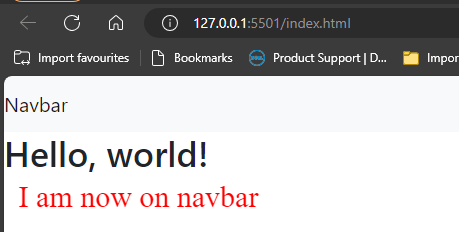 127.0.0.1:5501/index.html
Import favourites Bookmarks Product Support | D... Impor
Navbar
Hello, world!
I am now on navbar